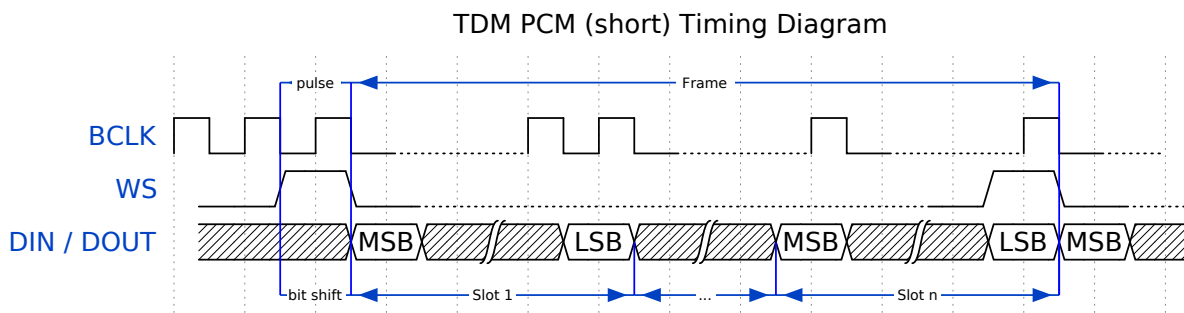 TDM PCM (short) Timing Diagram
pulse
Frame
BCLK
WS
DIN / DOUT
MSB
LSB
MSB
LSB
MSB
bit shift
Slot 1
...
Slot n